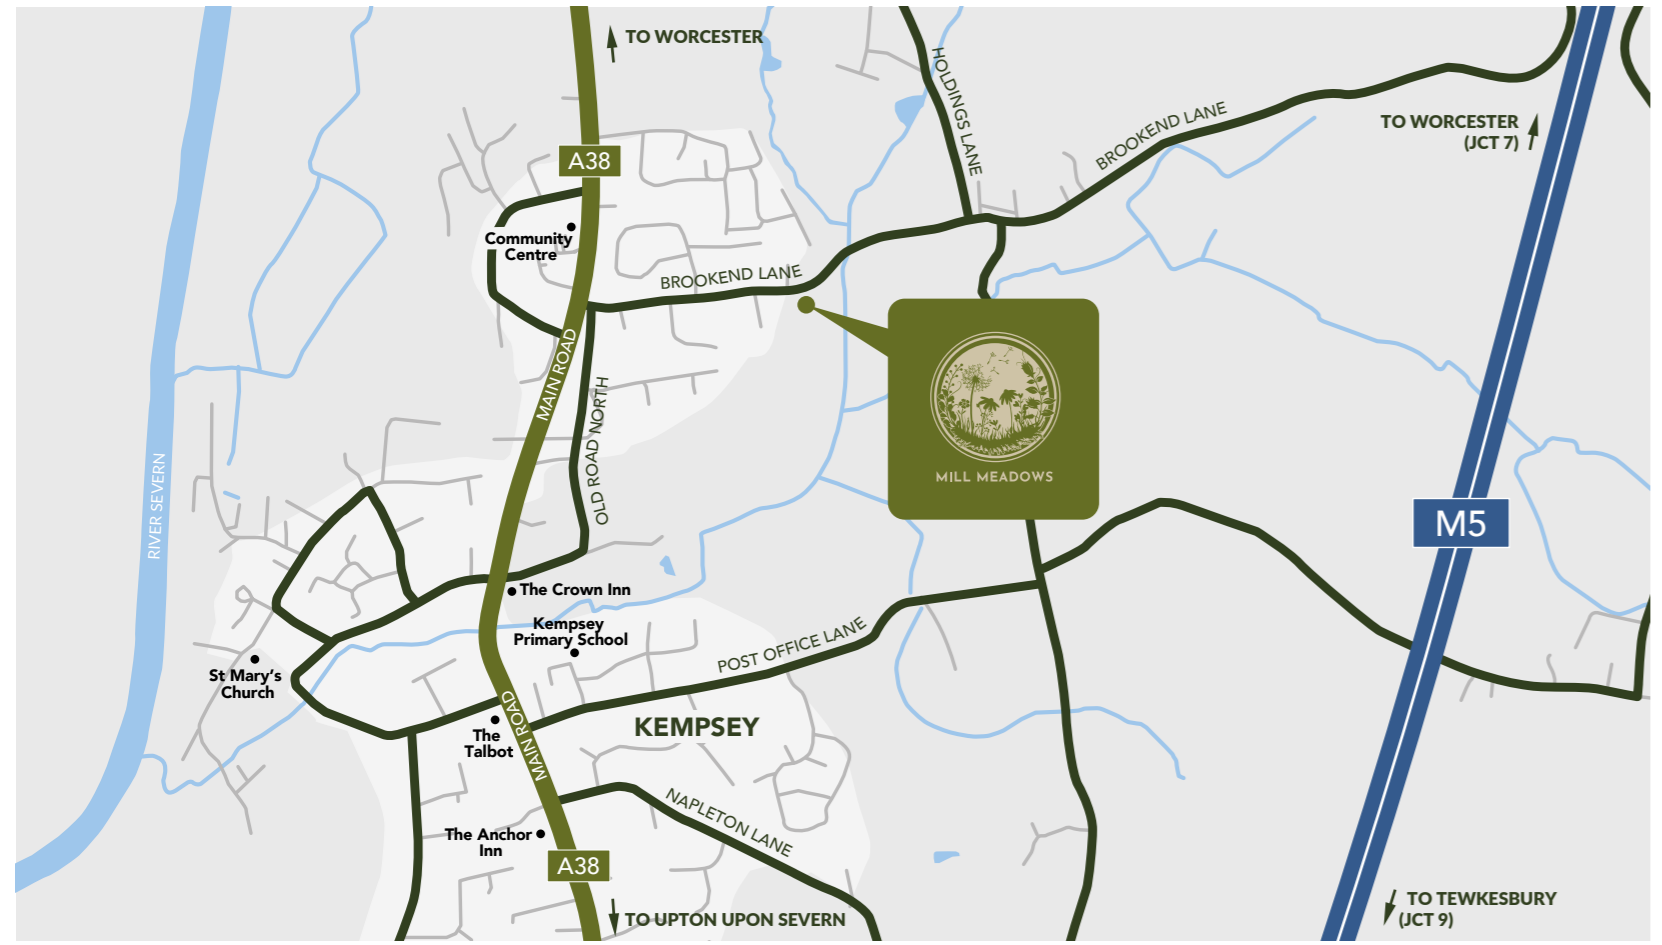 TO WORCESTER
HOLDINGS LANE
BROOKEND LANE
TO WORCESTER
(JCT 7)
A38
Community
Centre
BROOKEND LANE
MAIN ROAD
OLD ROAD NORTH
RIVER SEVERN
MILL MEADOWS
M5
The Crown Inn
Kempsey
Primary School
POST OFFICE LANE
St Mary's
Church
MAIN ROAD
The
Talbot
KEMPSEY
NAPLETON LANE
The Anchor
Inn
A38
TO UPTON UPON SEVERN
TO TEWKESBURY
(JCT 9)